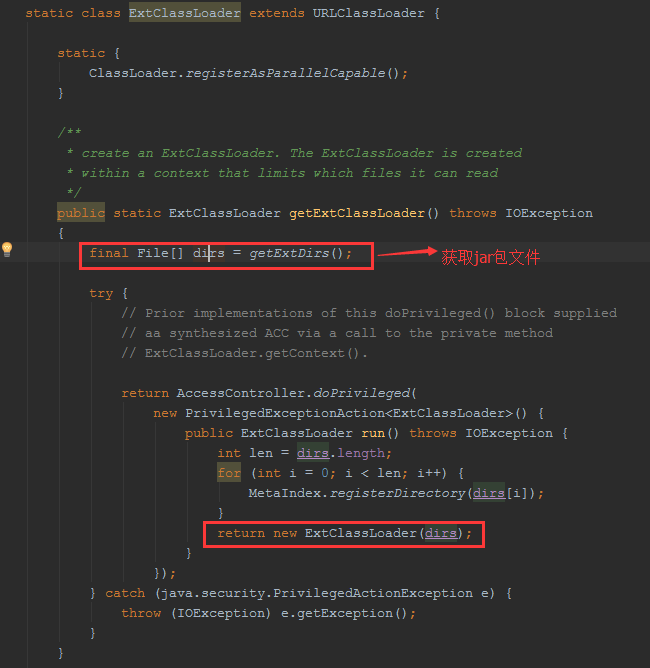 static class ExtClassLoader extends URLClassLoader {
static {
ClassLoader.registerAsParallelCapable();
}
/**
* create an ExtClassLoader. The ExtClassLoader is created
* within a context that limits which files it can read
*/
public static ExtClassLoader getExtClassLoader() throws IOException
{
final File[] dirs = getExtDirs(); 获取jar包文件
try {
// Prior implementations of this doPrivileged() block supplied
// aa synthesized ACC via a call to the private method
// ExtClassLoader.getContext().
return AccessController.doPrivileged(
new PrivilegedExceptionAction<ExtClassLoader>() {
public ExtClassLoader run() throws IOException {
int len = dirs.length;
for (int i = 0; i < len; i++) {
MetaIndex.registerDirectory(dirs[i]);
}
return new ExtClassLoader(dirs);
}
});
} catch (java.security.PrivilegedActionException e) {
throw (IOException) e.getException();
}
}